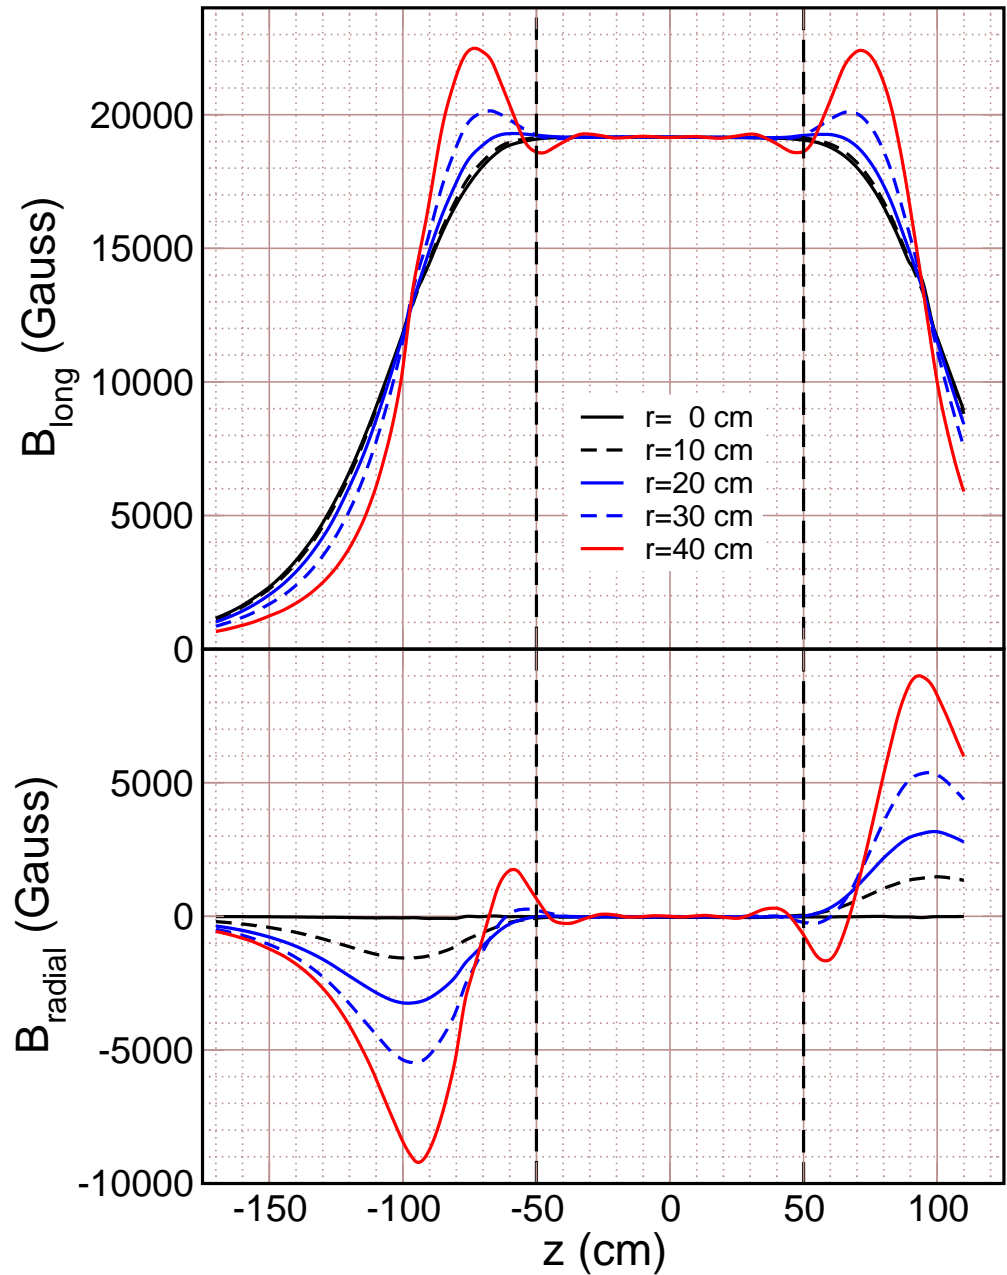 B_long (Gauss)
20000
15000
10000
5000
0
r= 0 cm
r=10 cm
r=20 cm
r=30 cm
r=40 cm
B_radial (Gauss)
5000
0
-5000
-10000
-150 -100 -50 0 50 100
z (cm)